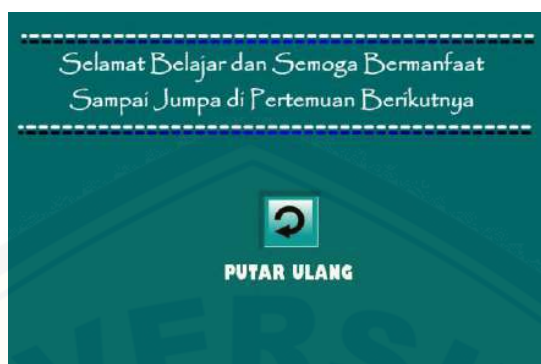 Selamat Belajar dan Semoga Bermanfaat
Sampai Jumpa di Pertemuan Berikutnya
PUTAR ULANG